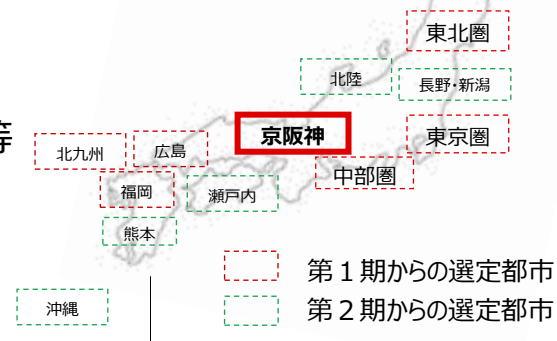 東北圏
北陸
長野・新潟
等
京阪神
東京圏
北九州
広島
中部圏
福岡
瀬戸内
熊本
第１期からの選定都市
沖縄
第２期からの選定都市